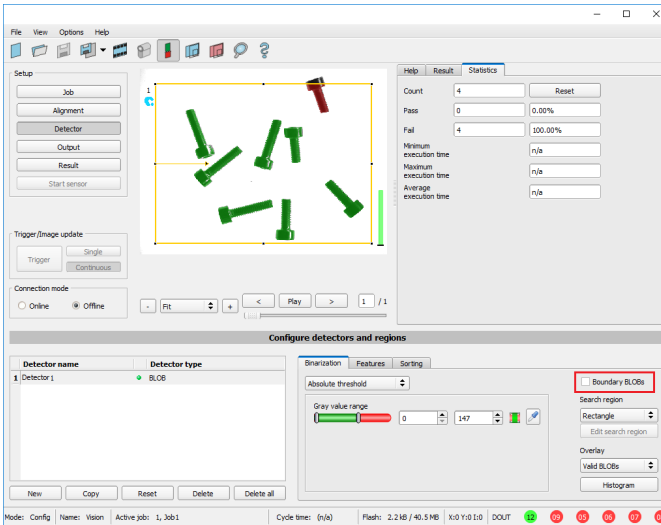 File View Options Help
Setup
Job
Alignment
Detector
Output
Result
Start sensor
Trigger/Image update
Trigger
Single
Continuous
Connection mode
Online Offline
1
- Fit + < Play > 1 / 1
Help Result Statistics
Count 4 Reset
Pass 0 0.00%
Fail 4 100.00%
Minimum
execution time n/a
Maximum
execution time n/a
Average
execution time n/a
Configure detectors and regions
Detector name Detector type
1 Detector1 BLOB
New Copy Reset Delete Delete all
Binarization Features Sorting
Absolute threshold
Gray value range
0 147
Boundary BLOBs
Search region
Rectangle
Edit search region
Overlay
Valid BLOBs
Histogram
Mode: Config Name: Vision Active job: 1, Job1 Cycle time: (n/a) Flash: 2.2 kB / 40.5 MB X:0 Y:0 I:0 DOUT 12 09 05 06 07